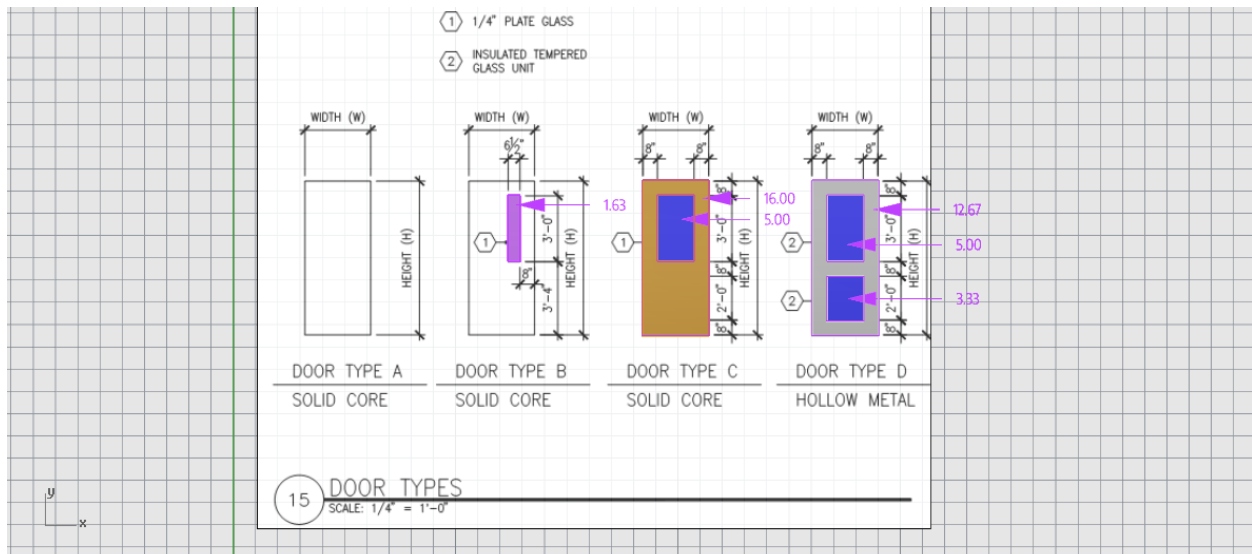 1 1/4" PLATE GLASS
2 INSULATED TEMPERED
GLASS UNIT
WIDTH (W)
WIDTH (W)
WIDTH (W)
WIDTH (W)
6½"
8"
8"
8"
8"
HEIGHT (H)
1
1.63
3'-0"
8"
3'-4"
HEIGHT (H)
1
8"
16.00
5.00
3'-0"
8"
2'-0"
8"
HEIGHT (H)
2
2
8"
12.67
3'-0"
5.00
8"
3.33
2'-0"
8"
HEIGHT (H)
DOOR TYPE A
SOLID CORE
DOOR TYPE B
SOLID CORE
DOOR TYPE C
SOLID CORE
DOOR TYPE D
HOLLOW METAL
15 DOOR TYPES
SCALE: 1/4" = 1'-0"
y
x